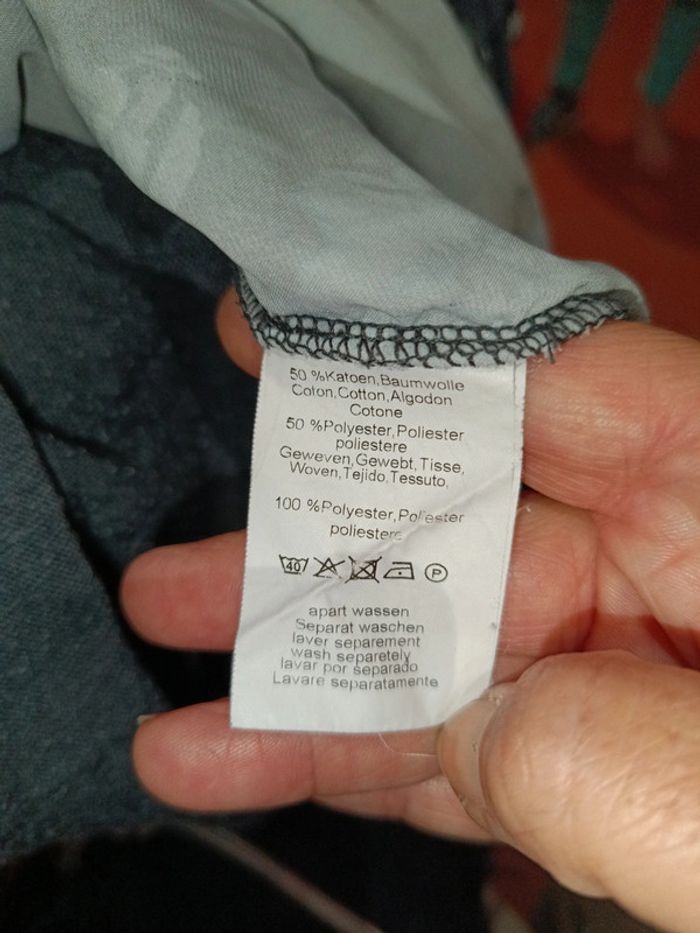 50 %Katoen,Baumwolle
Coton,Cotton,Algodon
Cotone
50 %Polyester,Poliester
poliestere
Geweven,Gewebt,Tisse,
Woven,Tejido,Tessuto,
100 %Polyester,Poliester
poliestere
40 P
apart wassen
Separat waschen
laver separement
wash separetely
lavar por separado
Lavare separatamente